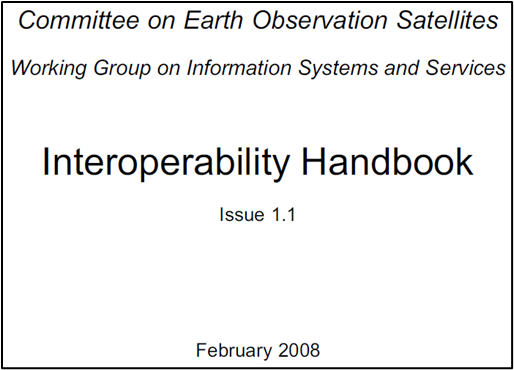 Committee on Earth Observation Satellites
Working Group on Information Systems and Services
Interoperability Handbook
Issue 1.1
February 2008